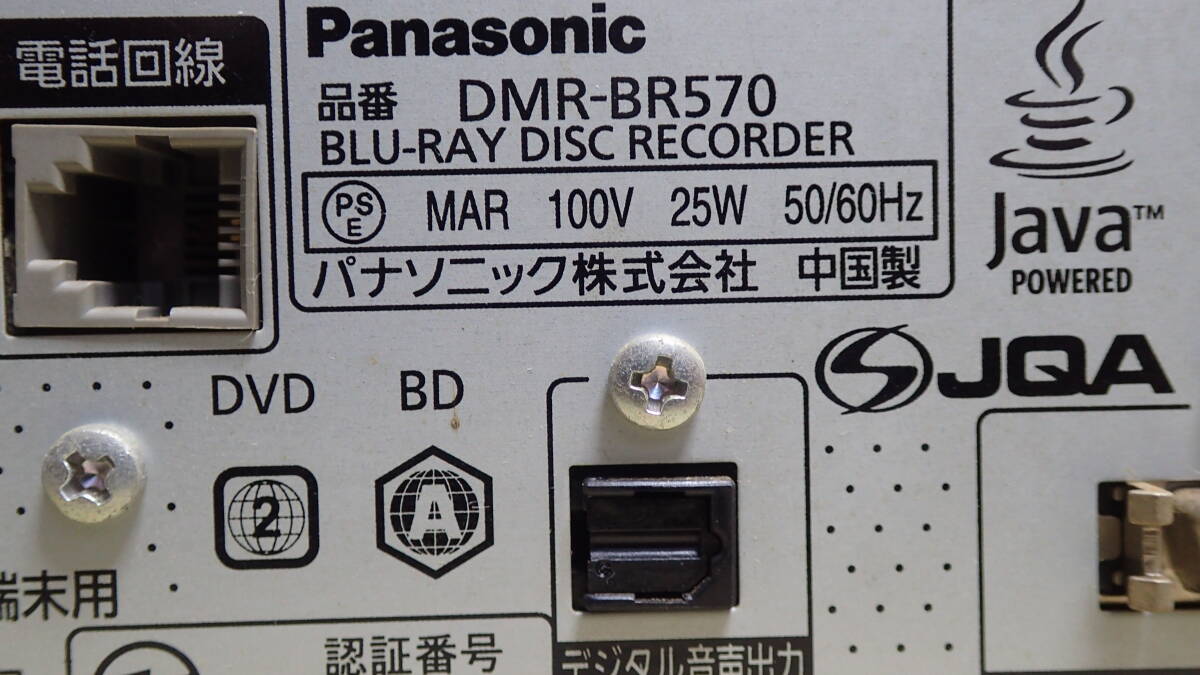 電話回線
Panasonic
品番 DMR-BR570
BLU-RAY DISC RECORDER
PSE MAR 100V 25W 50/60Hz
パナソニック株式会社 中国製
Java™
POWERED
JQA
DVD BD
2 A
端末用
認証番号
デジタル音声出力